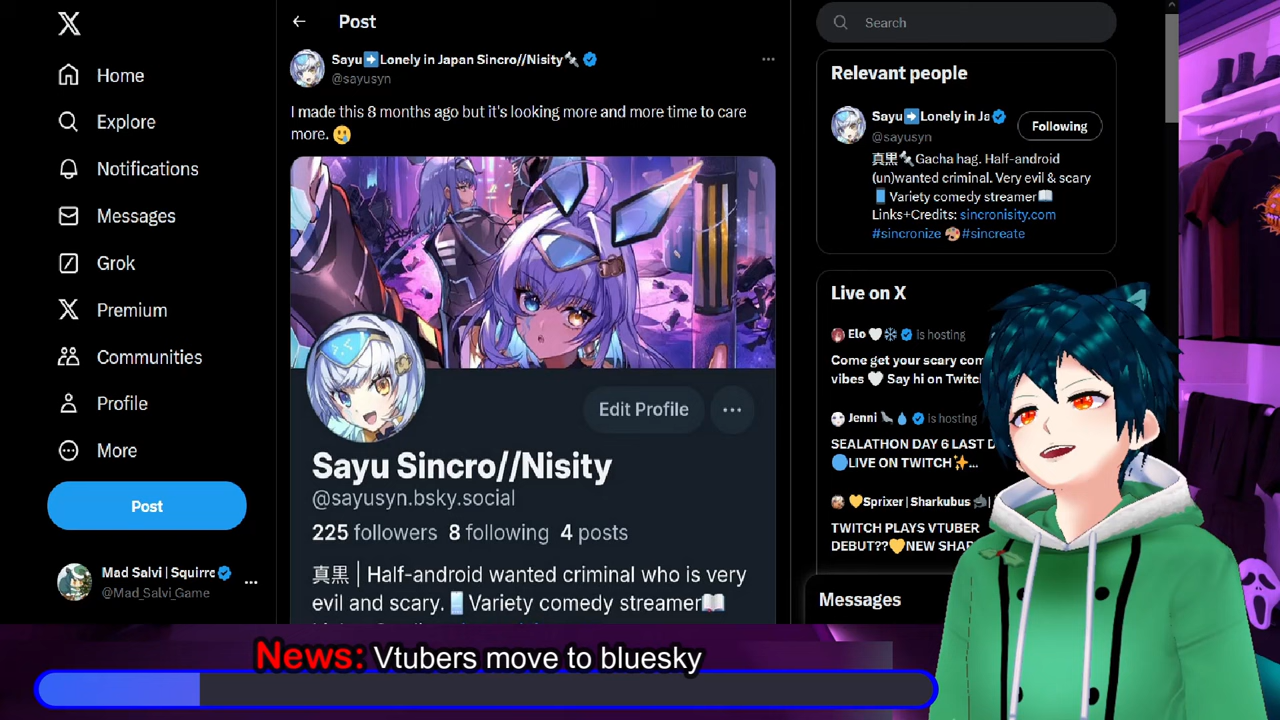 Home
Explore
Notifications
Messages
Grok
Premium
Communities
Profile
More
Post
Mad Salvi | Squirre
@Mad_Salvi_Game
Post
Sayu➡️Lonely in Japan Sincro//Nisity🔩
@sayusyn
I made this 8 months ago but it's looking more and more time to care
more. 🥲
Edit Profile
Sayu Sincro//Nisity
@sayusyn.bsky.social
225 followers 8 following 4 posts
真黒 | Half-android wanted criminal who is very
evil and scary.📘Variety comedy streamer📖
Search
Relevant people
Sayu➡️Lonely in Ja
Following
@sayusyn
真黒🔩Gacha hag. Half-android
(un)wanted criminal. Very evil & scary
📘Variety comedy streamer📖
Links+Credits: sincronisity.com
#sincronize 🎨#sincreate
Live on X
Elo🤍❄️ is hosting
Come get your scary com
vibes 🤍 Say hi on Twitch
Jenni 🦭💧 is hosting
SEALATHON DAY 6 LAST D
🔵LIVE ON TWITCH✨...
💛Sprixer | Sharkubus🦈|
TWITCH PLAYS VTUBER
DEBUT??💛NEW SHAR
Messages
News: Vtubers move to bluesky